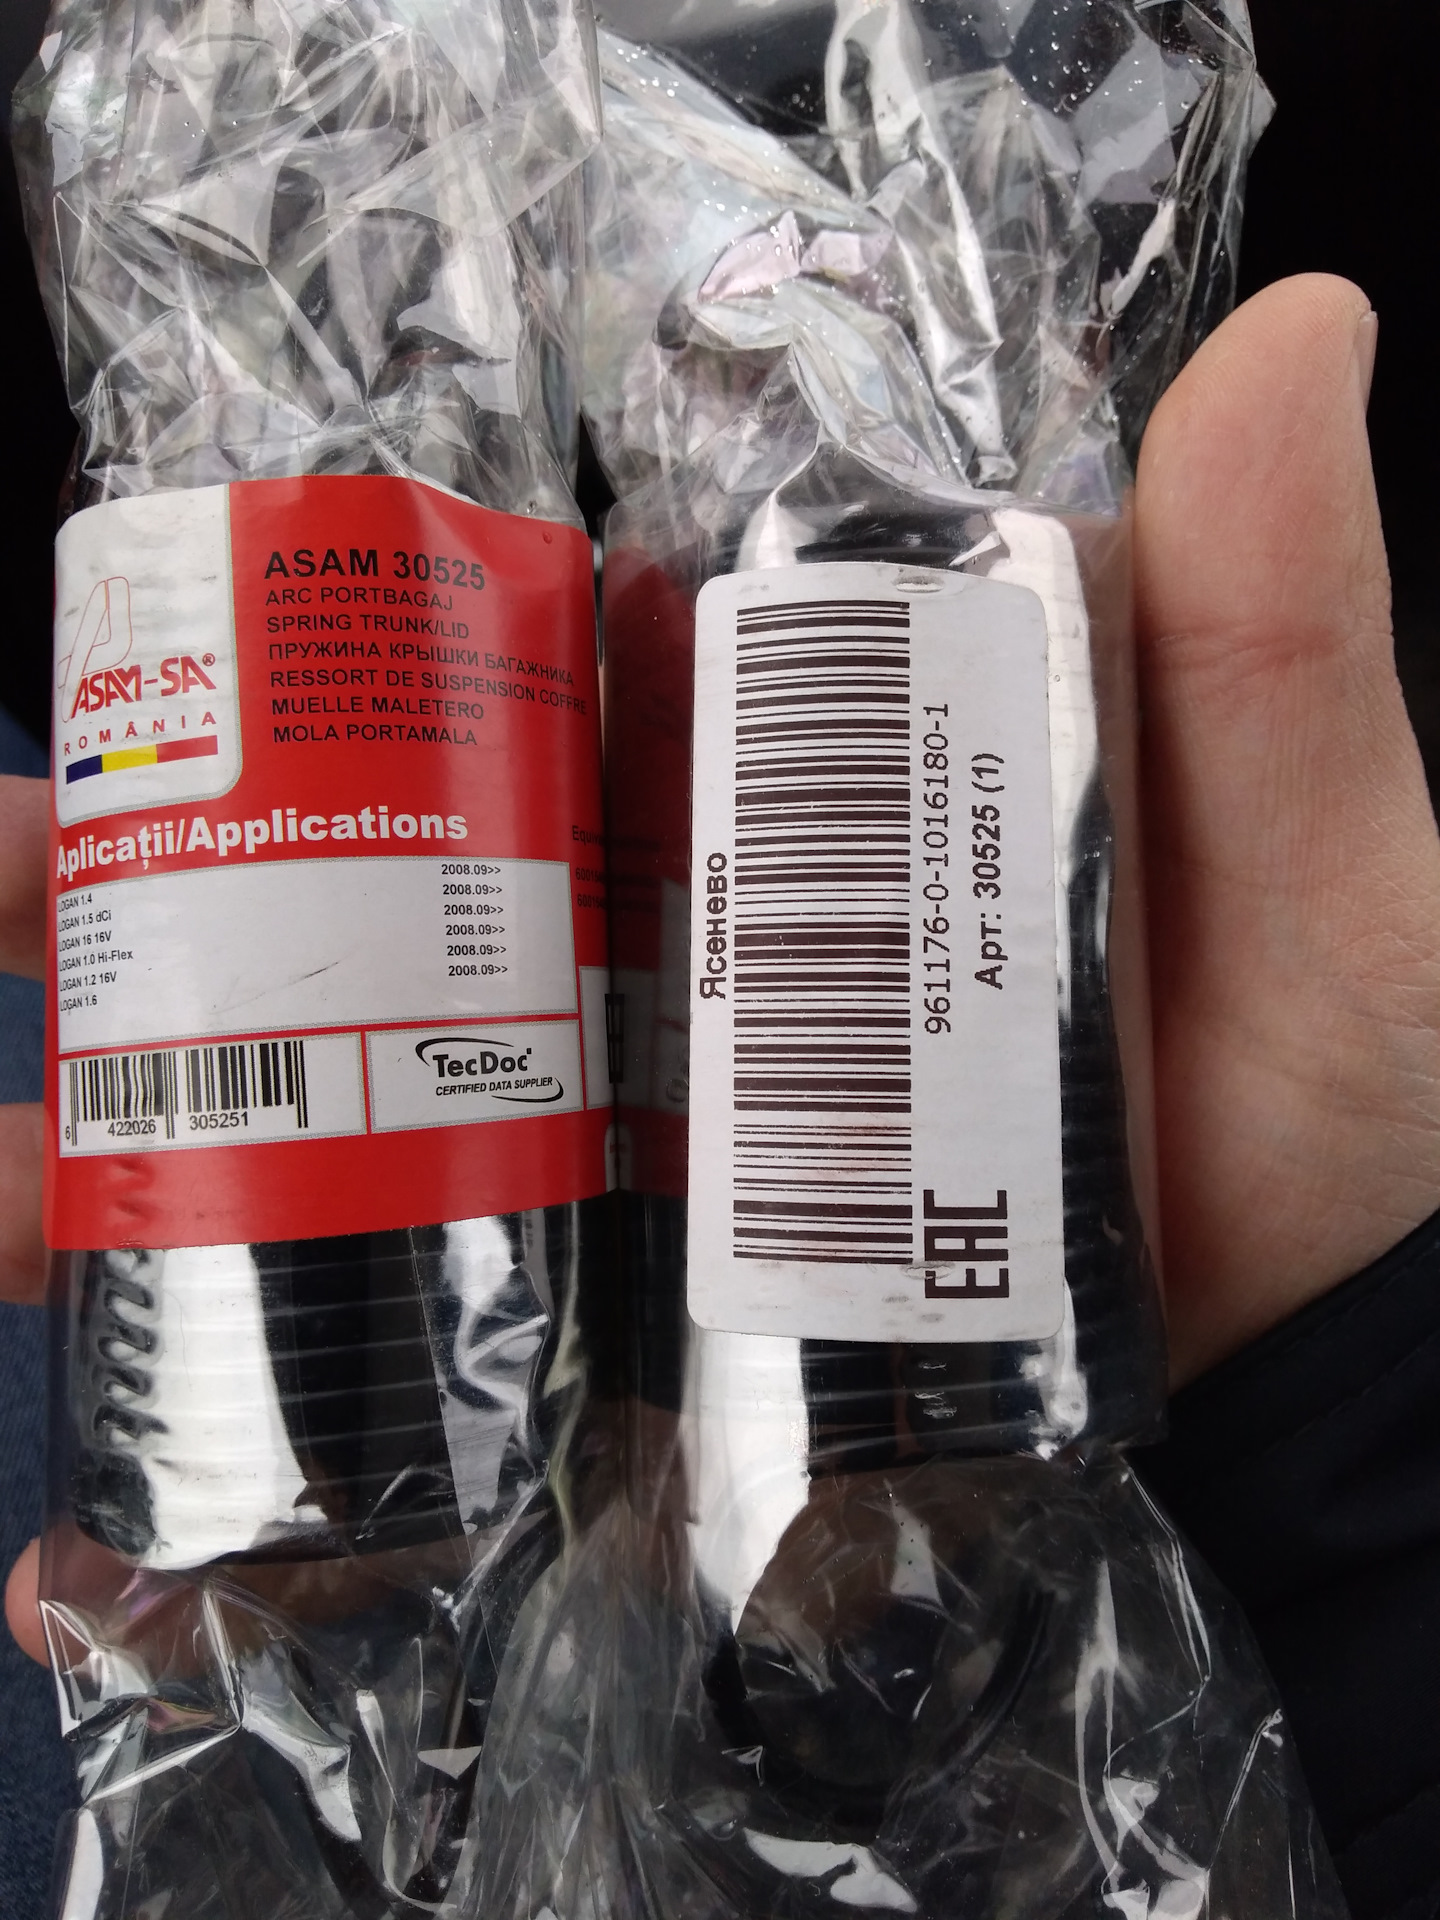 ASAM-SA®
ROMÂNIA
ASAM 30525
ARC PORTBAGAJ
SPRING TRUNK/LID
ПРУЖИНА КРЫШКИ БАГАЖНИКА
RESSORT DE SUSPENSION COFFRE
MUELLE MALETERO
MOLA PORTAMALA
Aplicații/Applications
LOGAN 1.4 2008.09>>
LOGAN 1.5 dCi 2008.09>>
LOGAN 16 16V 2008.09>>
LOGAN 1.0 Hi-Flex 2008.09>>
LOGAN 1.2 16V 2008.09>>
LOGAN 1.6 2008.09>>
6 422026 305251
TecDoc
CERTIFIED DATA SUPPLIER
Ясенево
961176-0-1016180-1
Арт: 30525 (1)
EAC